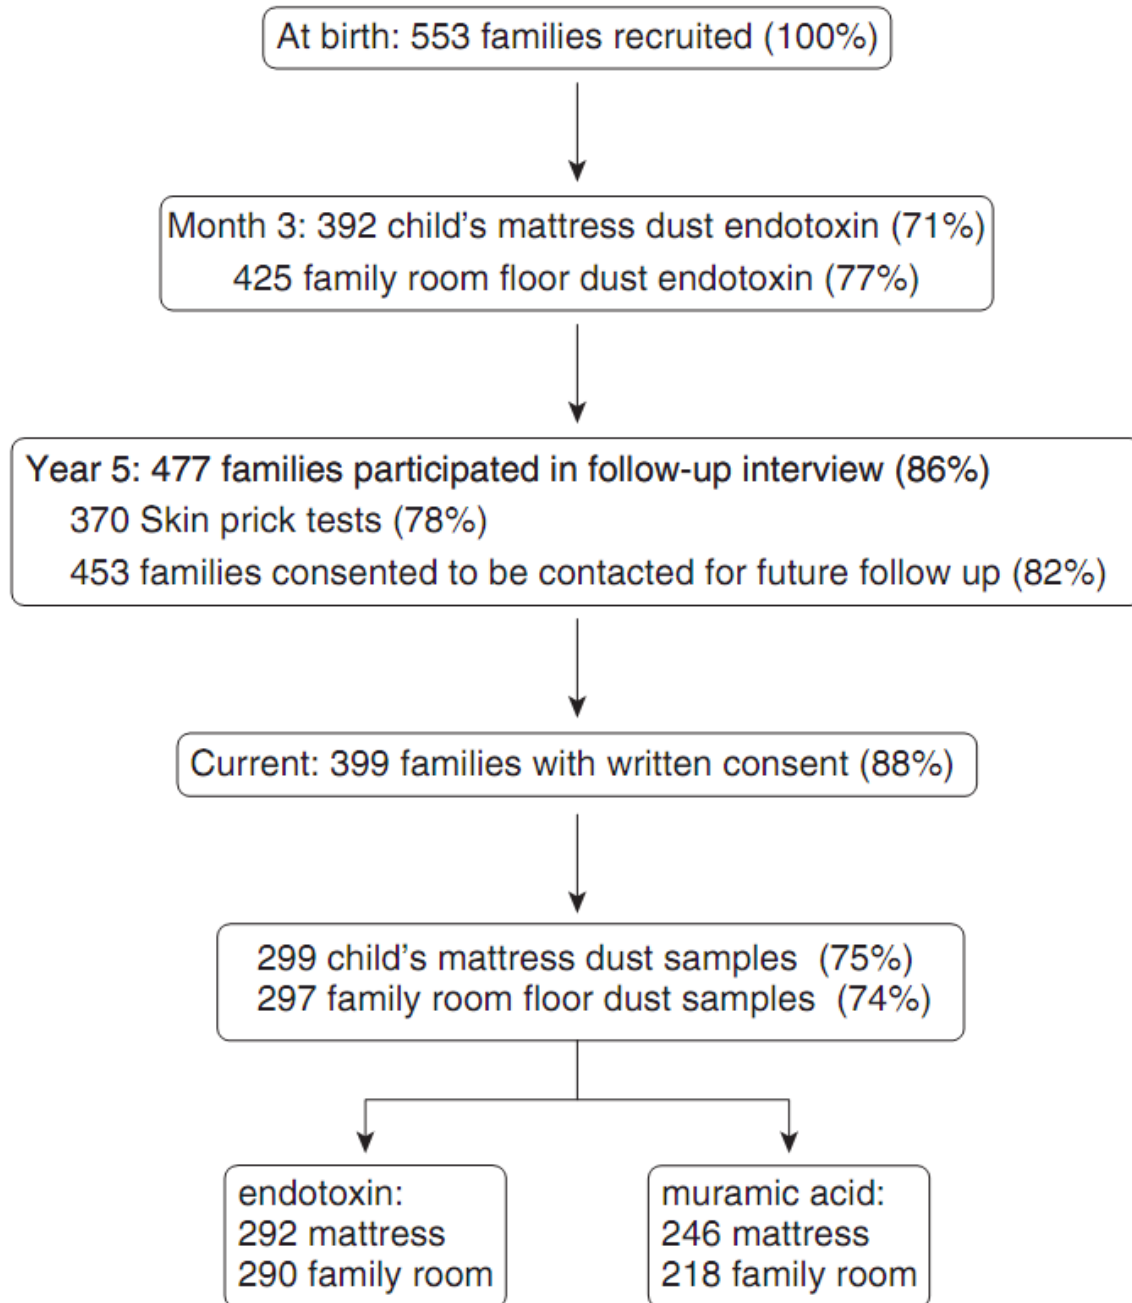 At birth: 553 families recruited (100%)
Month 3: 392 child’s mattress dust endotoxin (71%)
425 family room floor dust endotoxin (77%)
Year 5: 477 families participated in follow-up interview (86%)
370 Skin prick tests (78%)
453 families consented to be contacted for future follow up (82%)
Current: 399 families with written consent (88%)
299 child’s mattress dust samples (75%)
297 family room floor dust samples (74%)
endotoxin:
292 mattress
290 family room
muramic acid:
246 mattress
218 family room